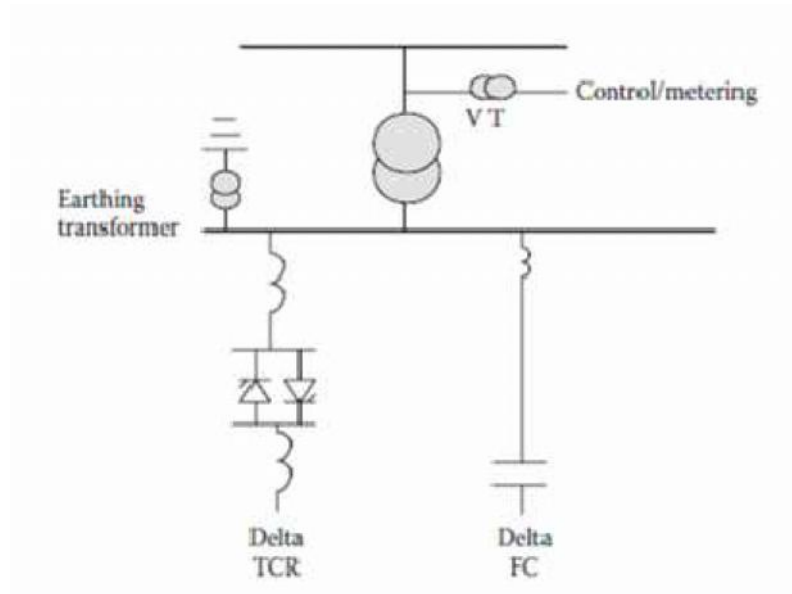 Control/metering
V T
Earthing
transformer
Delta
TCR
Delta
FC